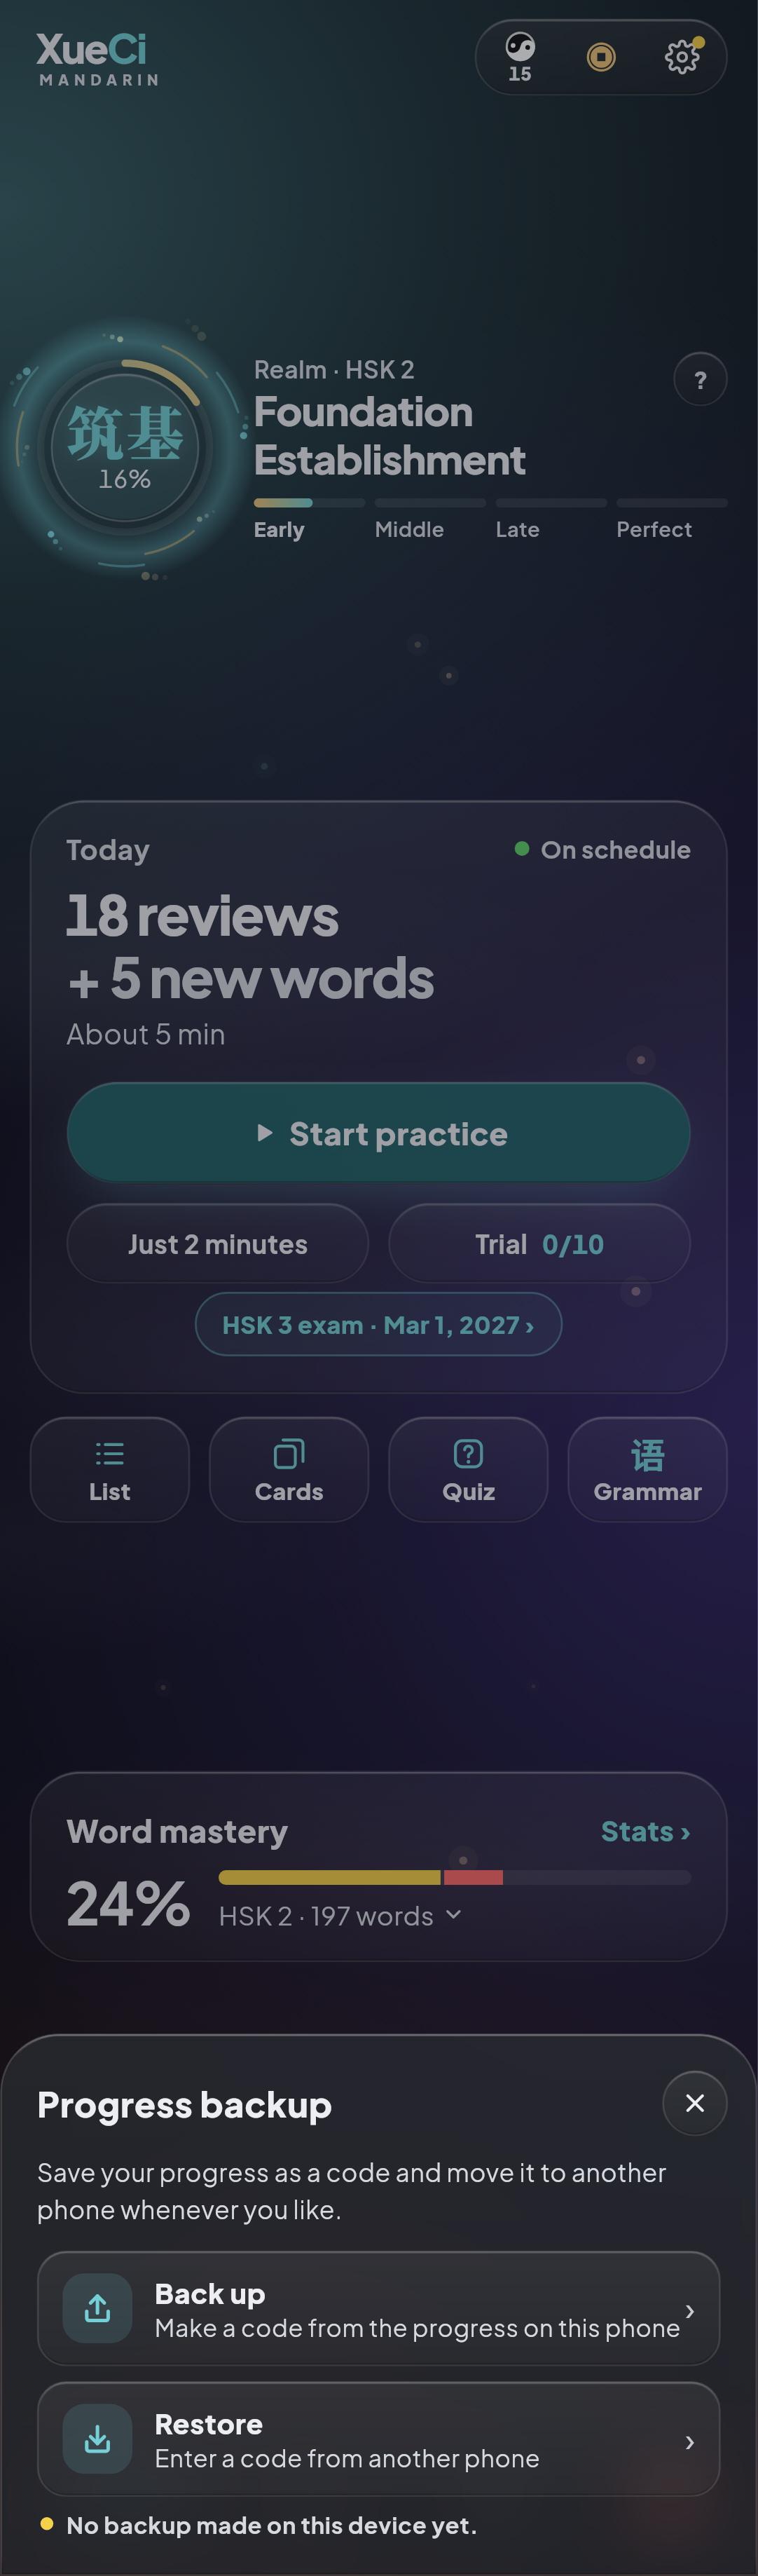 XueCi
MANDARIN
15
筑基
16%
Realm · HSK 2
?
Foundation
Establishment
Early Middle Late Perfect
Today
On schedule
18 reviews
+ 5 new words
About 5 min
Start practice
Just 2 minutes
Trial 0/10
HSK 3 exam · Mar 1, 2027 ›
List
Cards
Quiz
语
Grammar
Word mastery
Stats ›
24%
HSK 2 · 197 words
Progress backup
Save your progress as a code and move it to another
phone whenever you like.
Back up
Make a code from the progress on this phone
Restore
Enter a code from another phone
No backup made on this device yet.